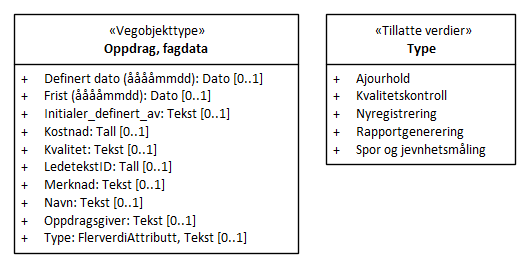 «Vegobjekttype»
Oppdrag, fagdata
+ Definert dato (ååååmmdd): Dato [0..1]
+ Frist (ååååmmdd): Dato [0..1]
+ Initialer_definert_av: Tekst [0..1]
+ Kostnad: Tall [0..1]
+ Kvalitet: Tekst [0..1]
+ LedetekstID: Tall [0..1]
+ Merknad: Tekst [0..1]
+ Navn: Tekst [0..1]
+ Oppdragsgiver: Tekst [0..1]
+ Type: FlerverdiAttributt, Tekst [0..1]
«Tillatte verdier»
Type
+ Ajourhold
+ Kvalitetskontroll
+ Nyregistrering
+ Rapportgenerering
+ Spor og jevnhetsmåling